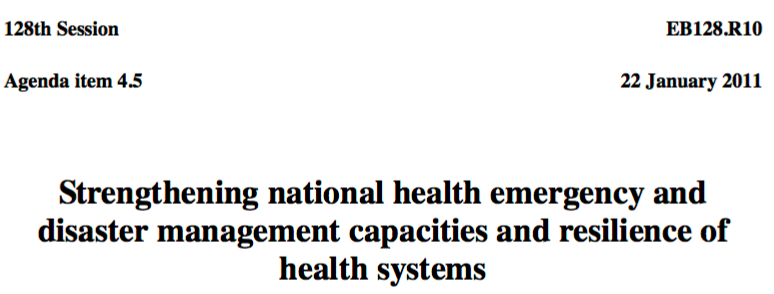 128th Session
EB128.R10
Agenda item 4.5
22 January 2011
Strengthening national health emergency and
disaster management capacities and resilience of
health systems